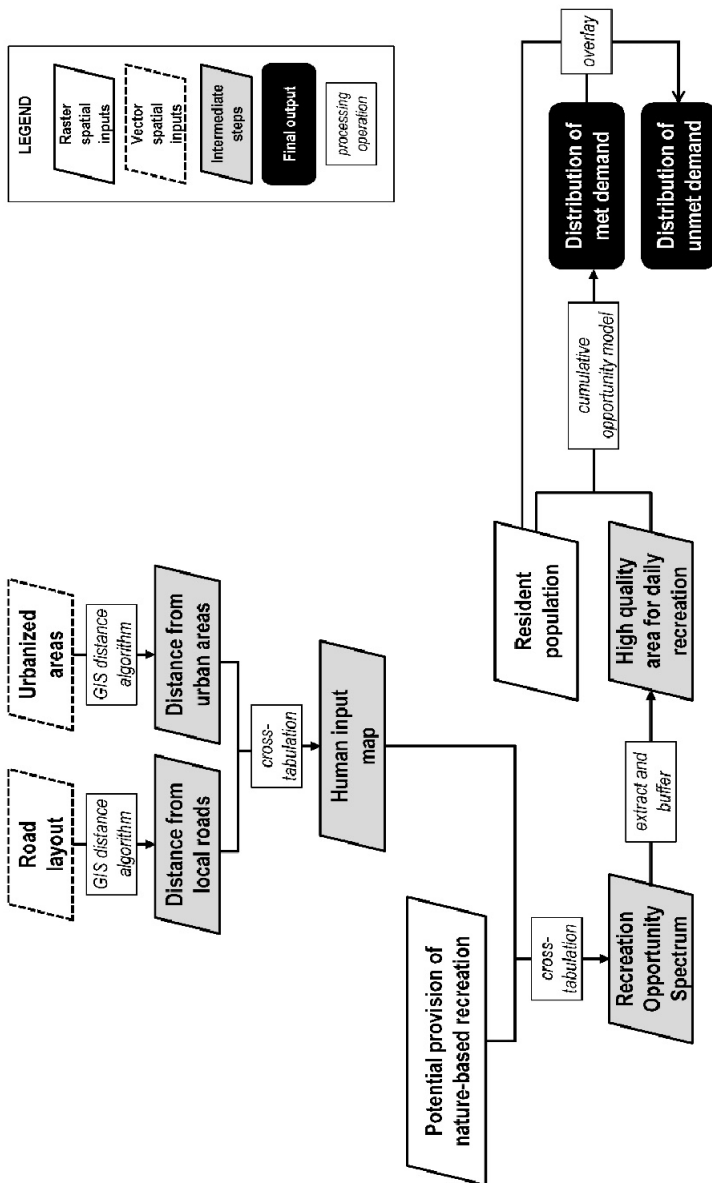 Road
layout
Urbanized
areas
GIS distance
algorithm
GIS distance
algorithm
Distance from
local roads
Distance from
urban areas
cross-
tabulation
Human input
map
Potential provision of
nature-based recreation
cross-
tabulation
Recreation
Opportunity
Spectrum
extract and
buffer
High quality
area for daily
recreation
Resident
population
cumulative
opportunity model
Distribution of
met demand
overlay
Distribution of
unmet demand
LEGEND
Raster
spatial
inputs
Vector
spatial
inputs
Intermediate
steps
Final output
processing
operation